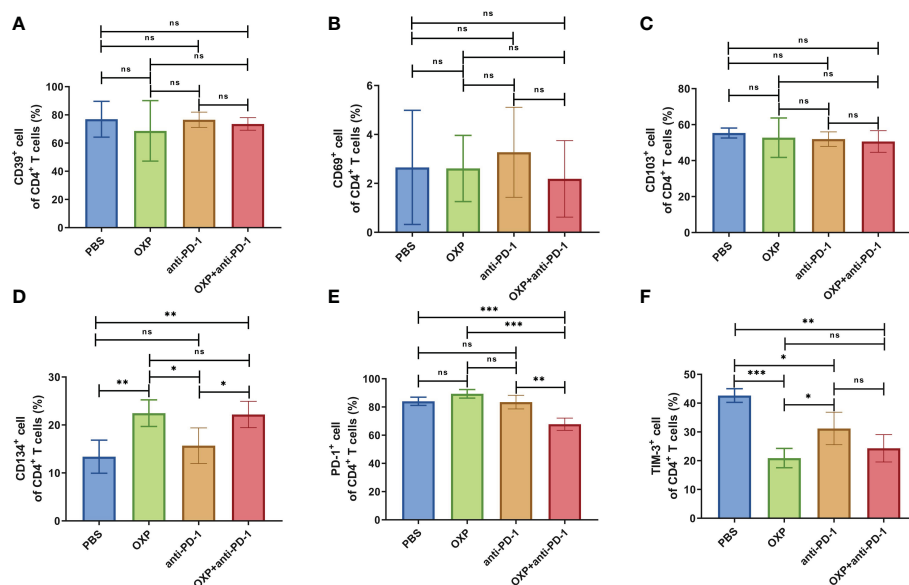 A
ns
ns
ns
ns
ns
ns
100
80
60
40
20
0
CD39+ cell
of CD4+ T cells (%)
PBS
OXP
anti-PD-1
OXP+anti-PD-1
B
ns
ns
ns
ns
ns
ns
6
4
2
0
CD69+ cell
of CD4+ T cells (%)
PBS
OXP
anti-PD-1
OXP+anti-PD-1
C
ns
ns
ns
ns
ns
ns
80
60
40
20
0
CD103+ cell
of CD4+ T cells (%)
PBS
OXP
anti-PD-1
OXP+anti-PD-1
D
**
ns
ns
**
*
*
30
20
10
0
CD134+ cell
of CD4+ T cells (%)
PBS
OXP
anti-PD-1
OXP+anti-PD-1
E
***
***
ns
ns
ns
**
100
80
60
40
20
0
PD-1+ cell
of CD4+ T cells (%)
PBS
OXP
anti-PD-1
OXP+anti-PD-1
F
**
ns
*
***
ns
*
50
40
30
20
10
0
TIM-3+ cell
of CD4+ T cells (%)
PBS
OXP
anti-PD-1
OXP+anti-PD-1